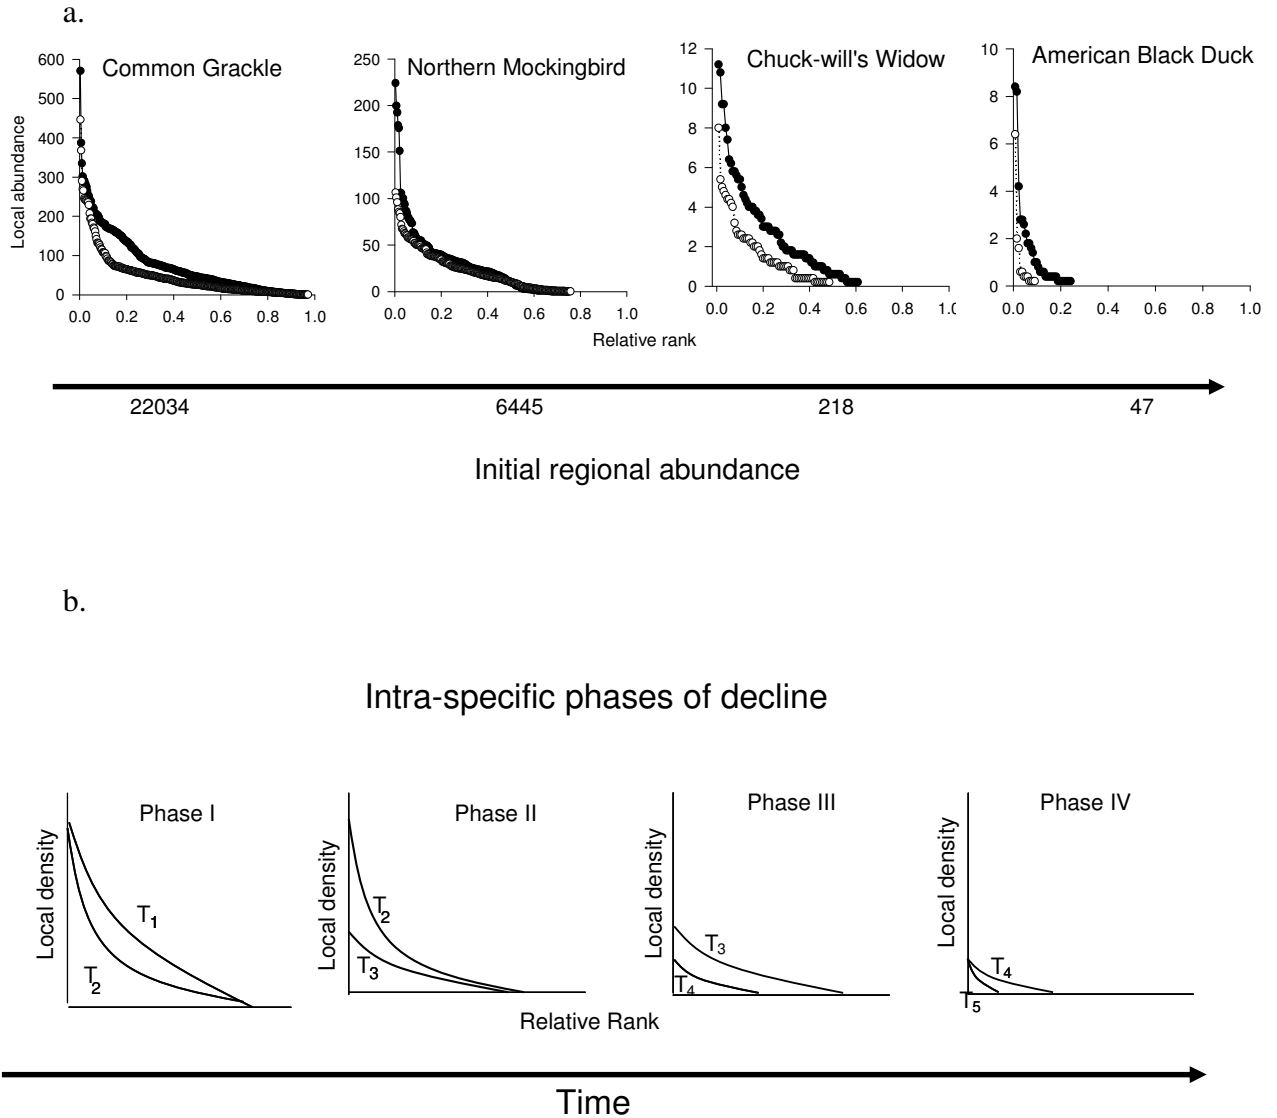 a.
Common Grackle
Northern Mockingbird
Chuck-will's Widow
American Black Duck
Local abundance
600
500
400
300
200
100
0
0.0 0.2 0.4 0.6 0.8 1.0
250
200
150
100
50
0
0.0 0.2 0.4 0.6 0.8 1.0
12
10
8
6
4
2
0
0.0 0.2 0.4 0.6 0.8 1.0
10
8
6
4
2
0
0.0 0.2 0.4 0.6 0.8 1.0
Relative rank
22034 6445 218 47
Initial regional abundance
b.
Intra-specific phases of decline
Phase I
Local density
T1
T2
Phase II
Local density
T2
T3
Phase III
Local density
T3
T4
Phase IV
Local density
T4
T5
Relative Rank
Time